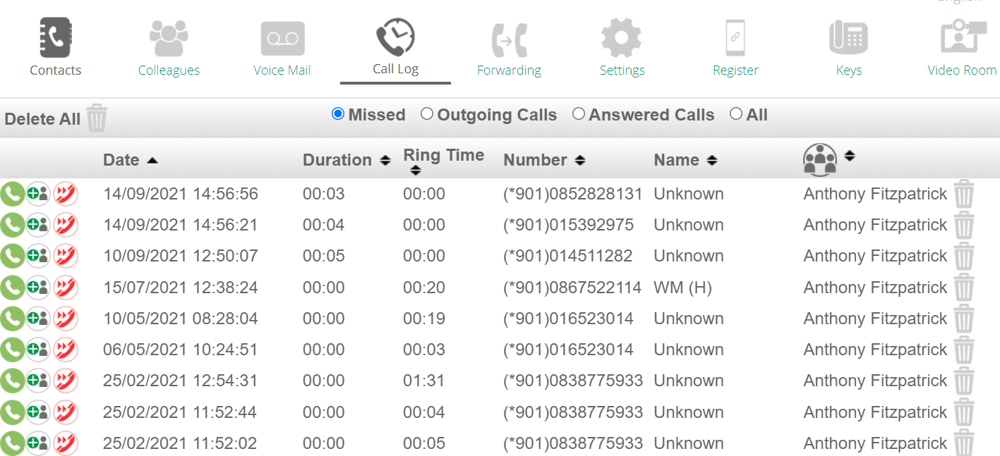 Contacts Colleagues Voice Mail Call Log Forwarding Settings Register Keys Video Room
Delete All Missed Outgoing Calls Answered Calls All
Date Duration Ring Time Number Name
14/09/2021 14:56:56 00:03 00:00 (*901)0852828131 Unknown Anthony Fitzpatrick
14/09/2021 14:56:21 00:04 00:00 (*901)015392975 Unknown Anthony Fitzpatrick
10/09/2021 12:50:07 00:05 00:00 (*901)014511282 Unknown Anthony Fitzpatrick
15/07/2021 12:38:24 00:00 00:20 (*901)0867522114 WM (H) Anthony Fitzpatrick
10/05/2021 08:28:04 00:00 00:19 (*901)016523014 Unknown Anthony Fitzpatrick
06/05/2021 10:24:51 00:00 00:03 (*901)016523014 Unknown Anthony Fitzpatrick
25/02/2021 12:54:31 00:00 01:31 (*901)0838775933 Unknown Anthony Fitzpatrick
25/02/2021 11:52:44 00:00 00:04 (*901)0838775933 Unknown Anthony Fitzpatrick
25/02/2021 11:52:02 00:00 00:05 (*901)0838775933 Unknown Anthony Fitzpatrick